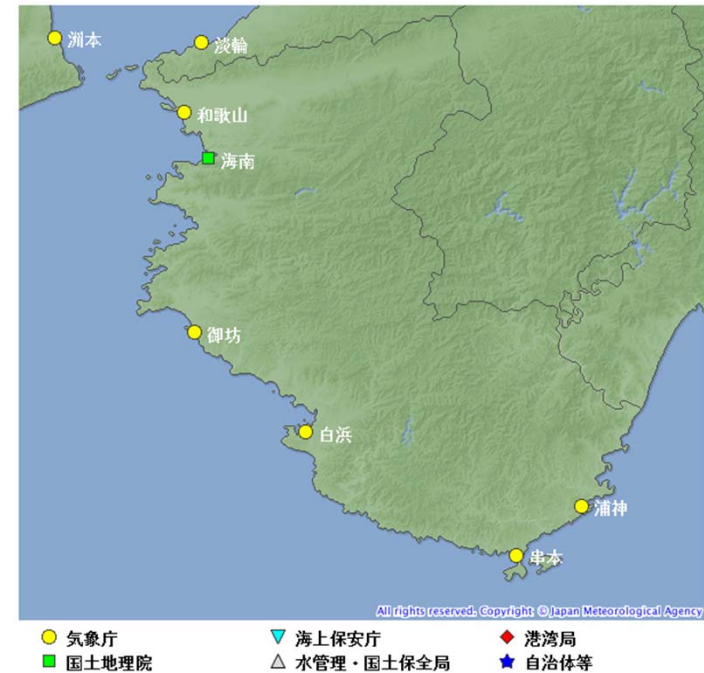 洲本
淡輪
和歌山
海南
御坊
白浜
浦神
串本
All rights reserved. Copyright © Japan Meteorological Agency
気象庁
海上保安庁
港湾局
国土地理院
水管理・国土保全局
自治体等